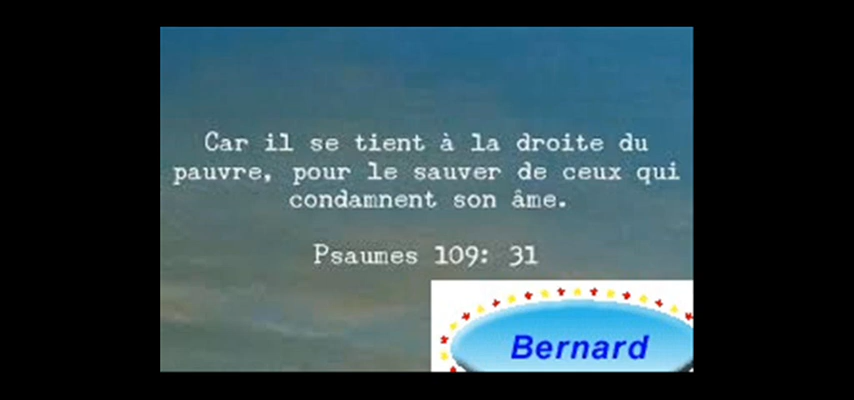 Car il se tient à la droite du
pauvre, pour le sauver de ceux qui
condamnent son âme.
Psaumes 109: 31
Bernard